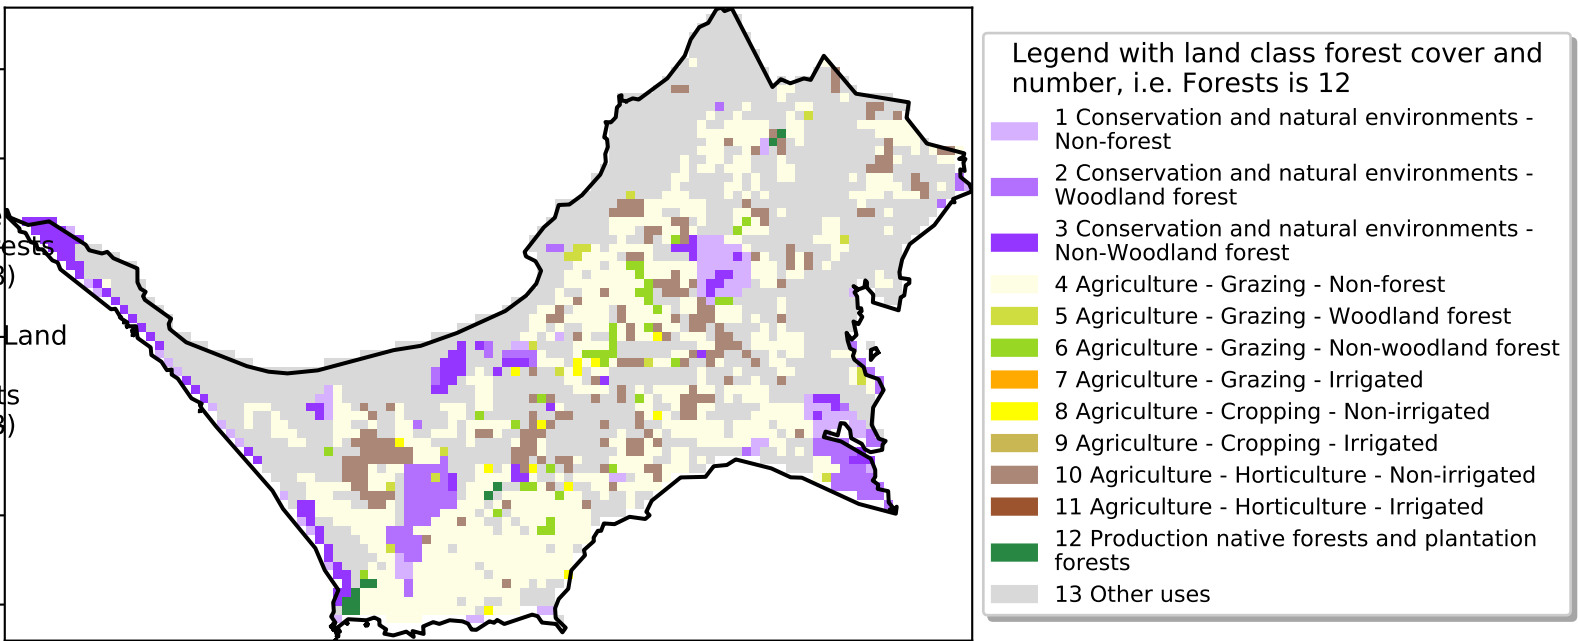 ests
)
Land
ts
)
Legend with land class forest cover and
number, i.e. Forests is 12
1 Conservation and natural environments -
Non-forest
2 Conservation and natural environments -
Woodland forest
3 Conservation and natural environments -
Non-Woodland forest
4 Agriculture - Grazing - Non-forest
5 Agriculture - Grazing - Woodland forest
6 Agriculture - Grazing - Non-woodland forest
7 Agriculture - Grazing - Irrigated
8 Agriculture - Cropping - Non-irrigated
9 Agriculture - Cropping - Irrigated
10 Agriculture - Horticulture - Non-irrigated
11 Agriculture - Horticulture - Irrigated
12 Production native forests and plantation
forests
13 Other uses